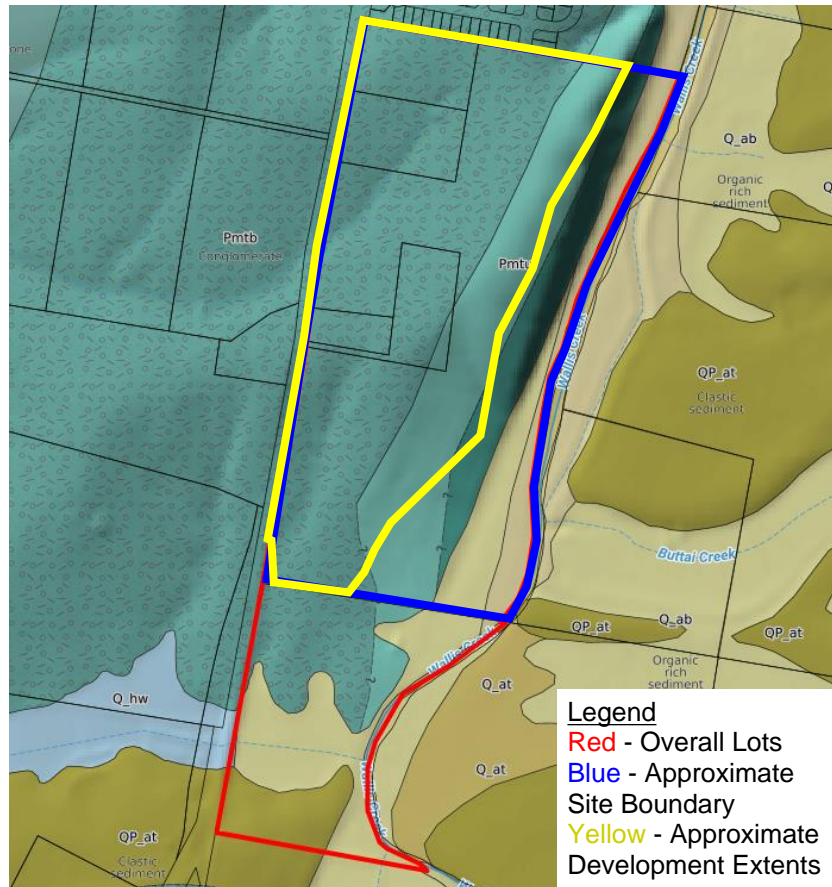 one
Wallis Creek
Q_ab
Organic
rich
sediment
Q
Pmtb
Conglomerate
Pmtu
Wallis Creek
QP_at
Clastic
sediment
Buttai Creek
QP_at
Q_ab
QP_at
Wallis Creek
Organic
rich
sediment
Q_hw
Q_at
Wallis Creek
Q_at
QP_at
Clastic
sediment
Legend
Red - Overall Lots
Blue - Approximate
Site Boundary
Yellow - Approximate
Development Extents